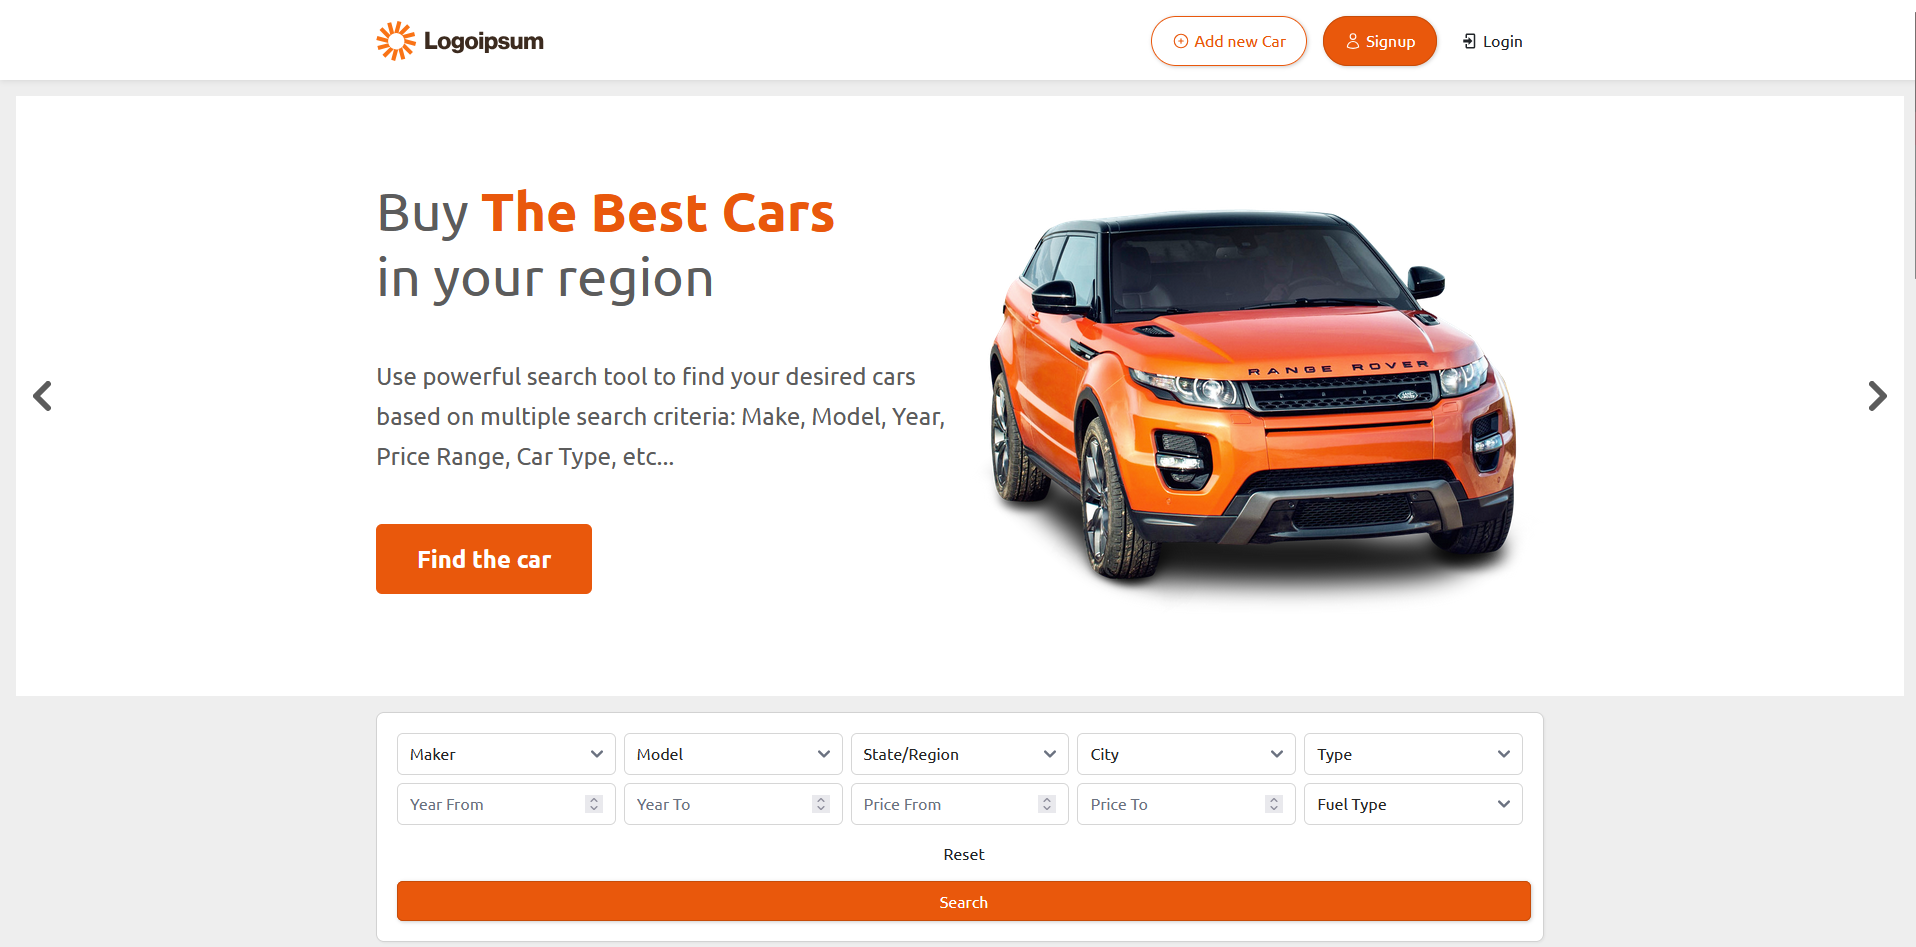 Logoipsum
Add new Car
Signup
Login
Buy The Best Cars
in your region
Use powerful search tool to find your desired cars
based on multiple search criteria: Make, Model, Year,
Price Range, Car Type, etc...
Find the car
RANGE ROVER
Maker
Model
State/Region
City
Type
Year From
Year To
Price From
Price To
Fuel Type
Reset
Search